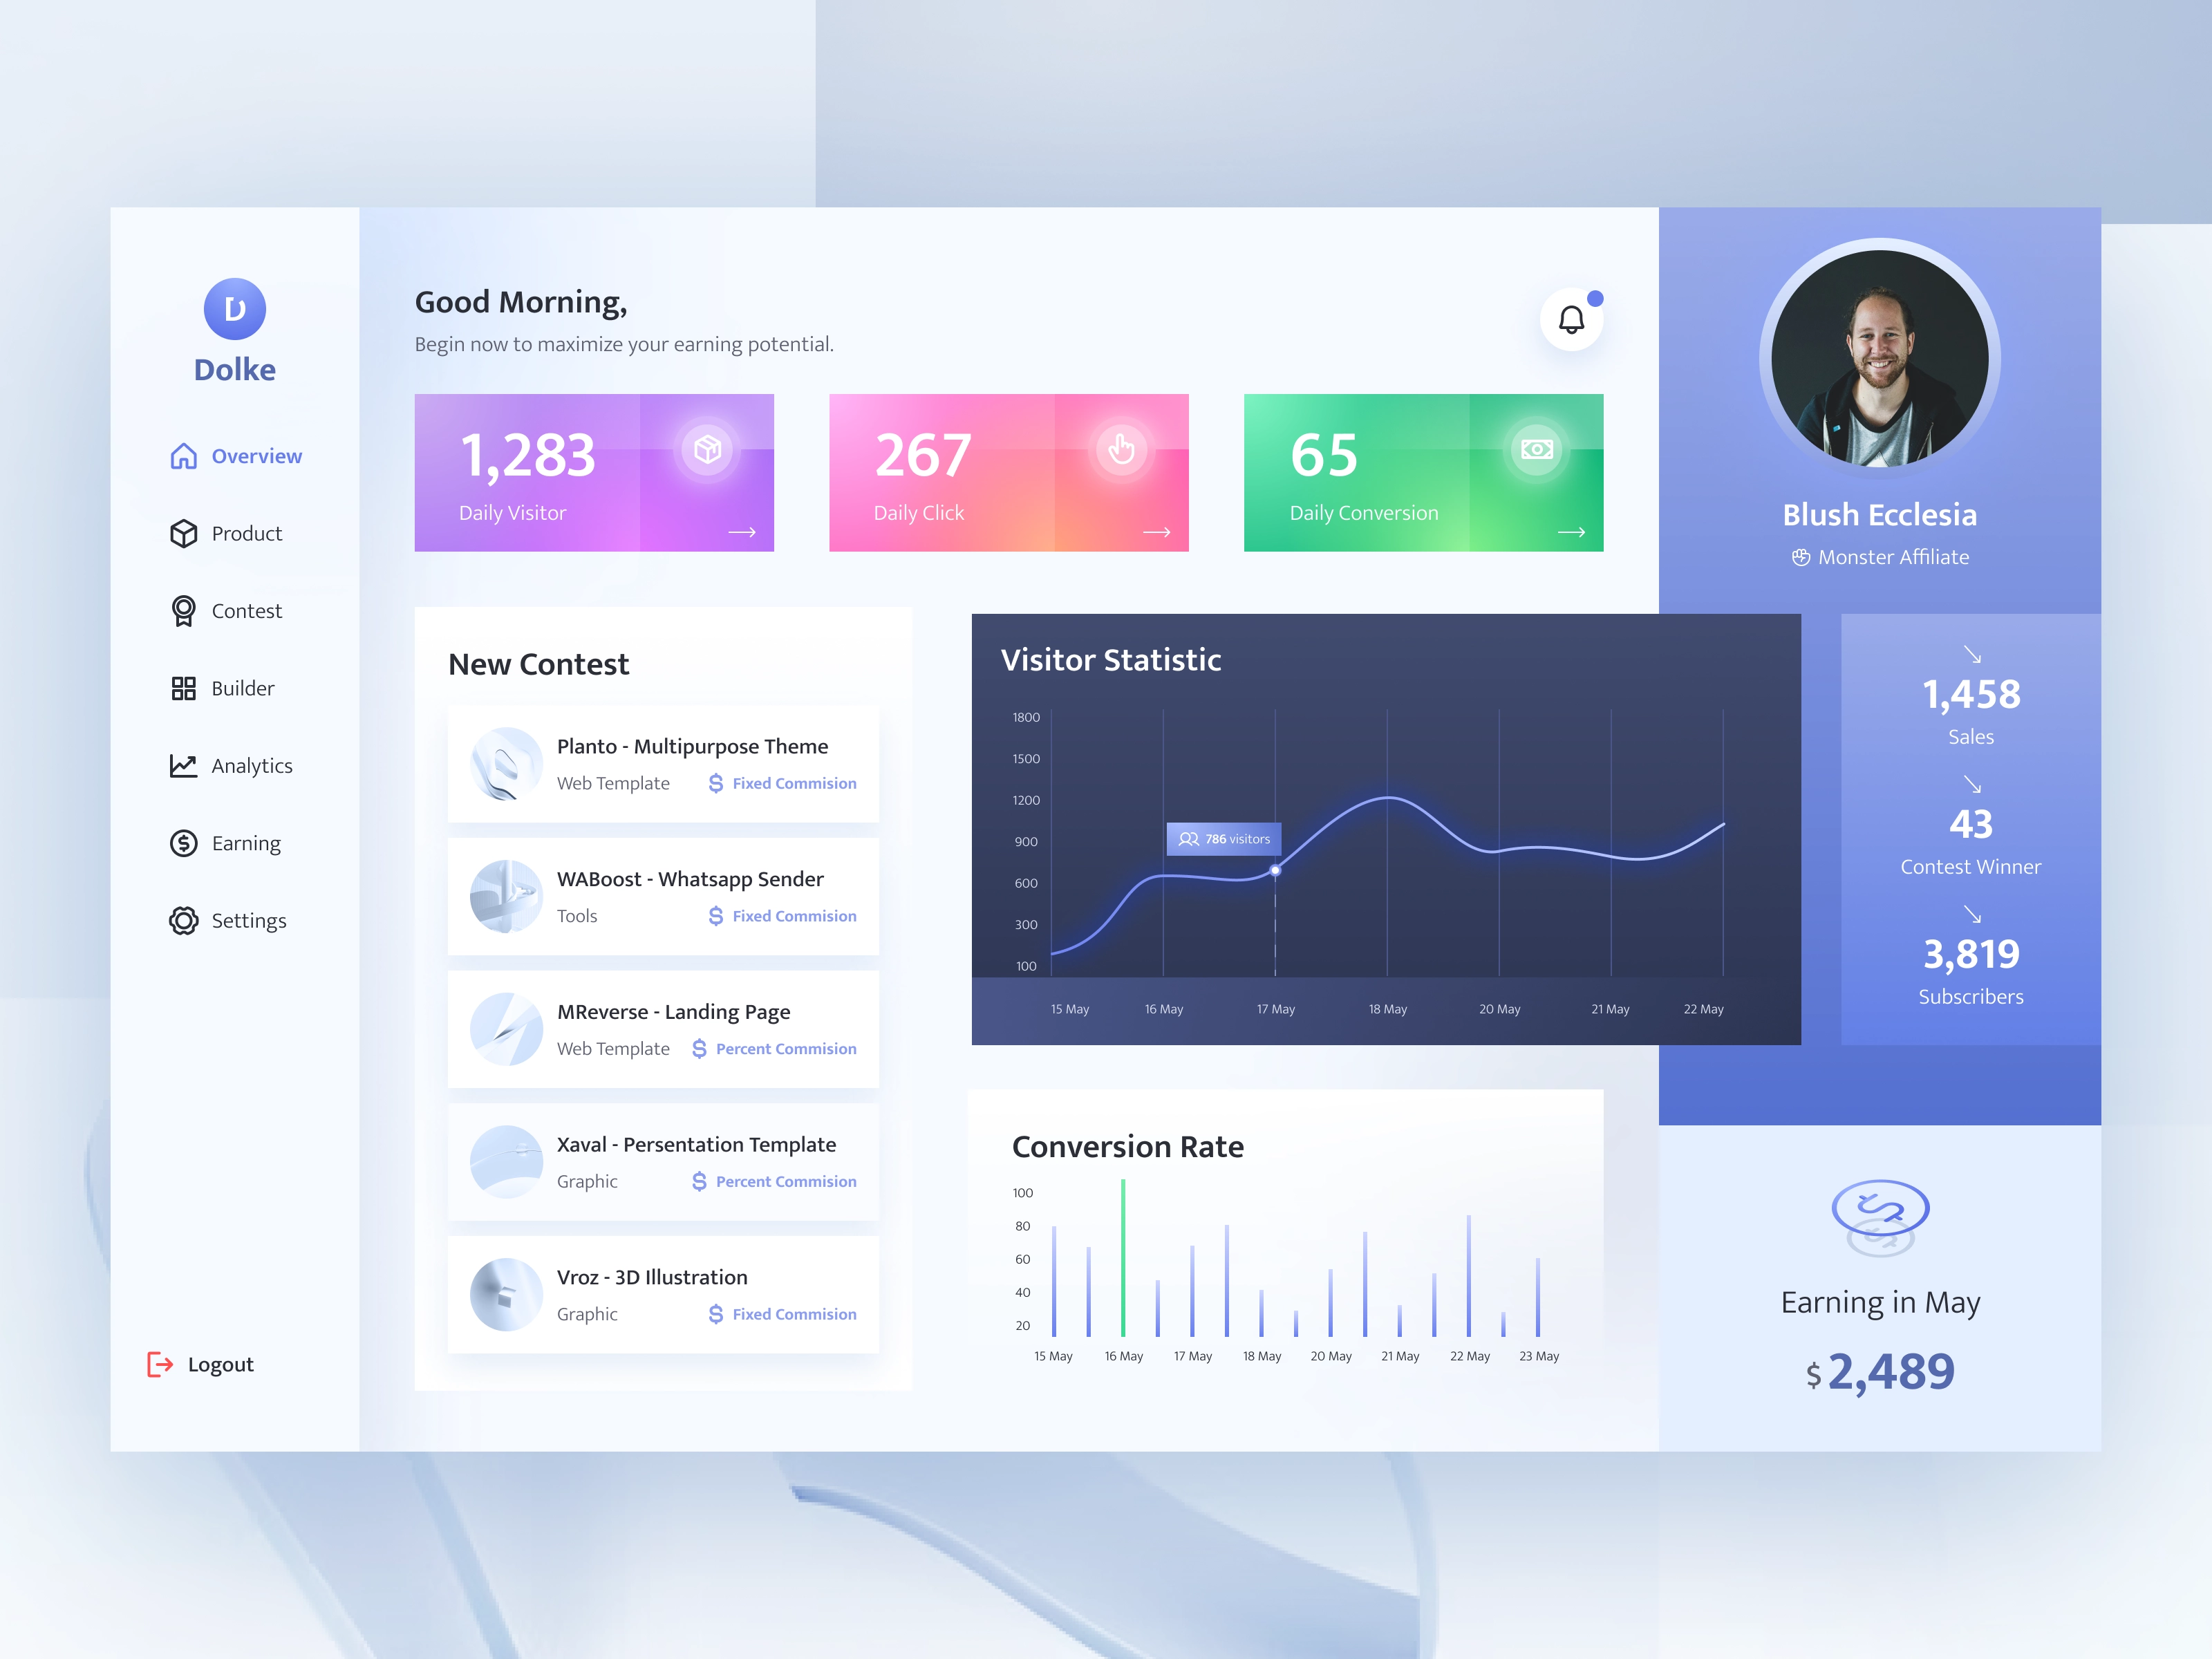 D
Dolke
Overview
Product
Contest
Builder
Analytics
Earning
Settings
Logout
Good Morning,
Begin now to maximize your earning potential.
1,283
Daily Visitor
267
Daily Click
65
Daily Conversion
New Contest
Planto - Multipurpose Theme
Web Template $ Fixed Commision
WABoost - Whatsapp Sender
Tools $ Fixed Commision
MReverse - Landing Page
Web Template $ Percent Commision
Xaval - Persentation Template
Graphic $ Percent Commision
Vroz - 3D Illustration
Graphic $ Fixed Commision
Visitor Statistic
1800
1500
1200
900
600
300
100
786 visitors
15 May 16 May 17 May 18 May 20 May 21 May 22 May
Conversion Rate
100
80
60
40
20
15 May 16 May 17 May 18 May 20 May 21 May 22 May 23 May
Blush Ecclesia
Monster Affiliate
1,458
Sales
43
Contest Winner
3,819
Subscribers
Earning in May
$ 2,489